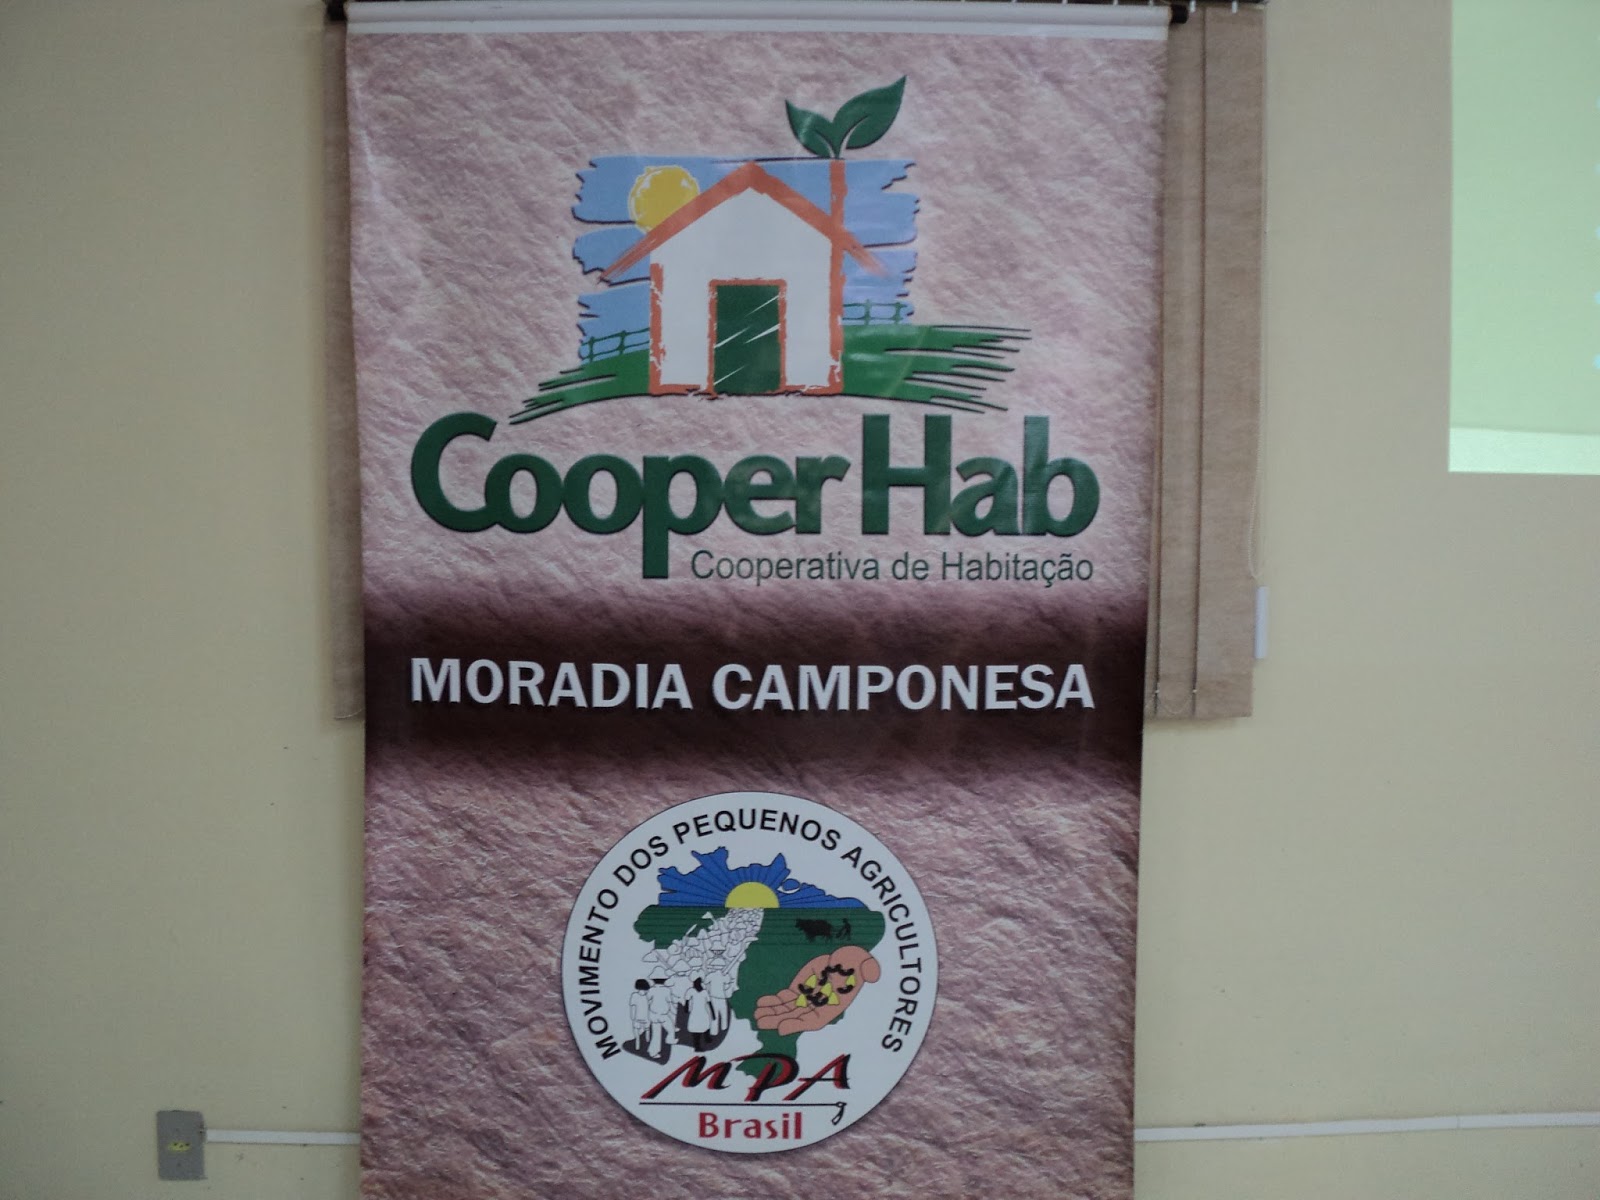 CooperHab
Cooperativa de Habitação
MORADIA CAMPONESA
MOVIMENTO DOS PEQUENOS AGRICULTORES
MPA
Brasil